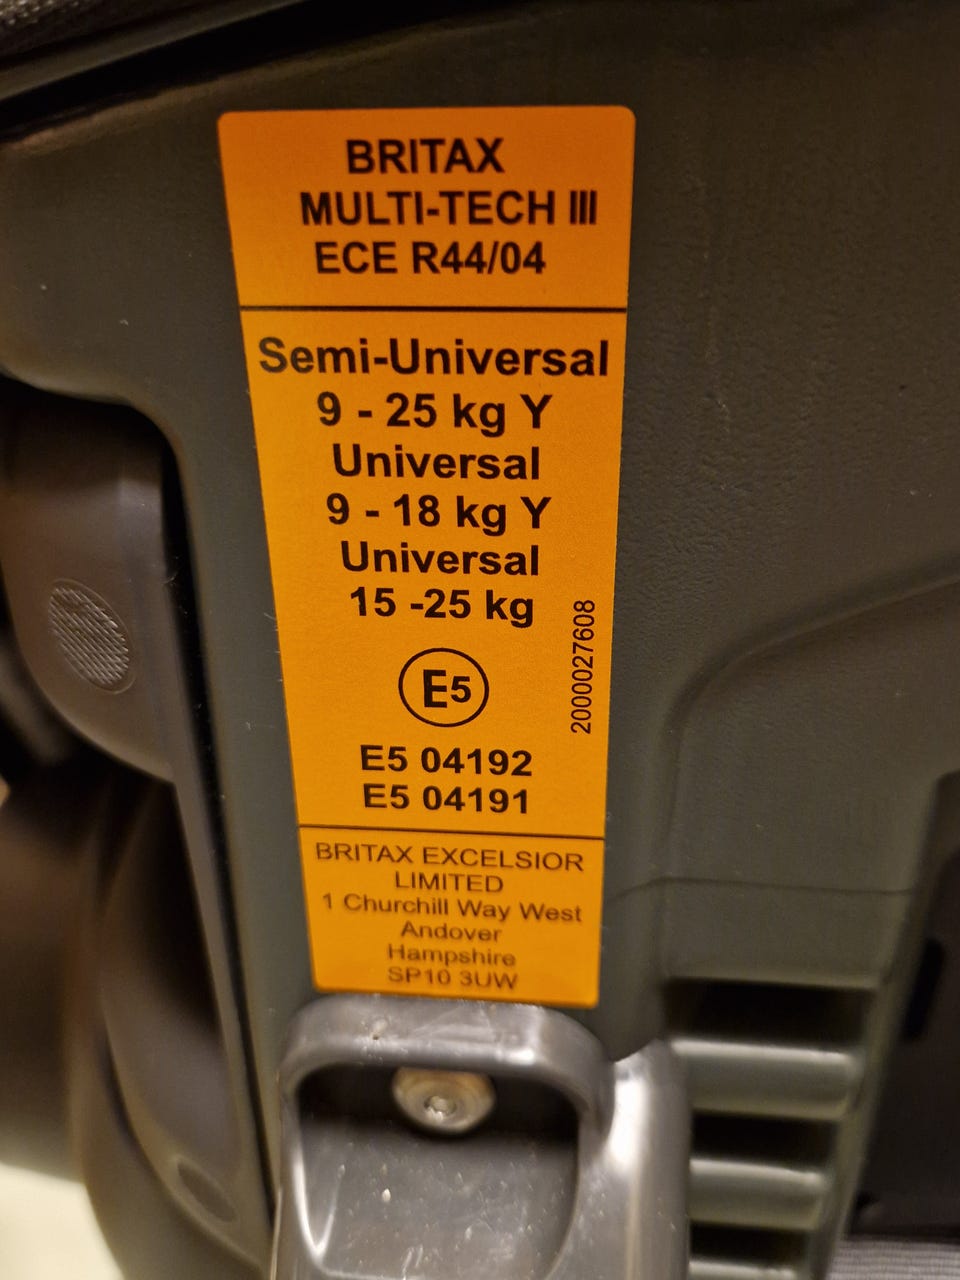 BRITAX
MULTI-TECH III
ECE R44/04
Semi-Universal
9 - 25 kg Y
Universal
9 - 18 kg Y
Universal
15 -25 kg
2000027608
E5
E5 04192
E5 04191
BRITAX EXCELSIOR
LIMITED
1 Churchill Way West
Andover
Hampshire
SP10 3UW